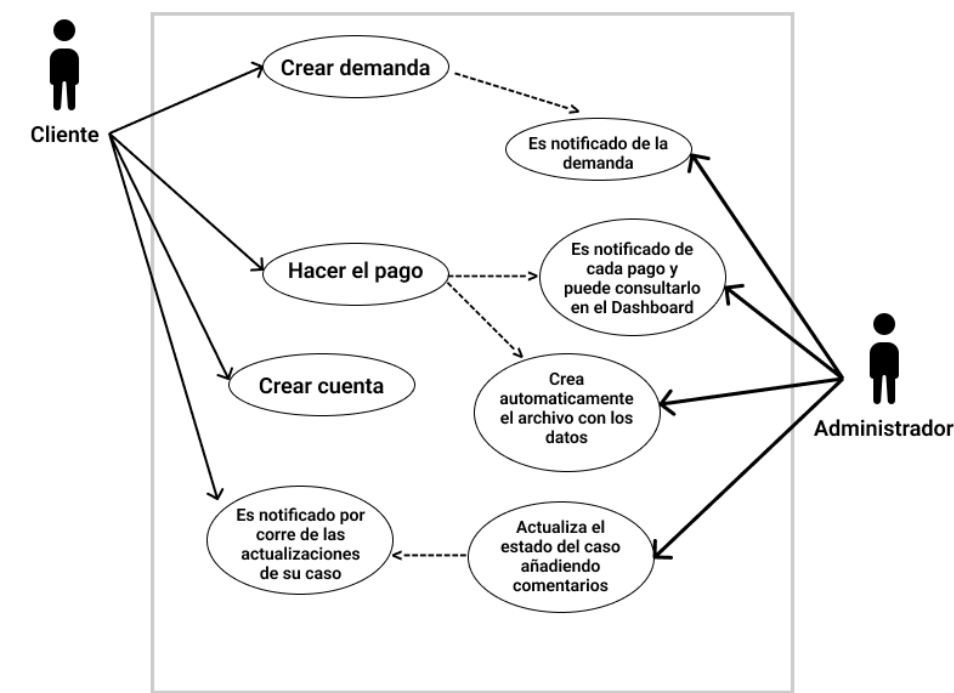 Crear demanda
Cliente
Es notificado de la
demanda
Hacer el pago
Es notificado de
cada pago y
puede consultarlo
en el Dashboard
Crear cuenta
Crea
automaticamente
el archivo con los
datos
Administrador
Es notificado por
corre de las
actualizaciones
de su caso
Actualiza el
estado del caso
añadiendo
comentarios